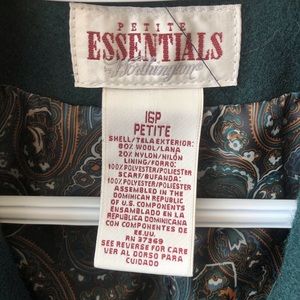 PETITE
ESSENTIALS
Worthington
16P
PETITE
SHELL/TELA EXTERIOR:
80% WOOL/LANA
20% NYLON/NILÓN
LINING/FORRO:
100% POLYESTER/POLIESTER
SCARF/BUFANDA:
100% POLYESTER/POLIESTER
ASSEMBLED IN THE
DOMINICAN REPUBLIC
OF U.S. COMPONENTS
ENSAMBLADO EN LA
REPUBLICA DOMINICANA
CON COMPONENTES DE
EE.UU.
RN 37369
SEE REVERSE FOR CARE
VER AL DORSO PARA
CUIDADO